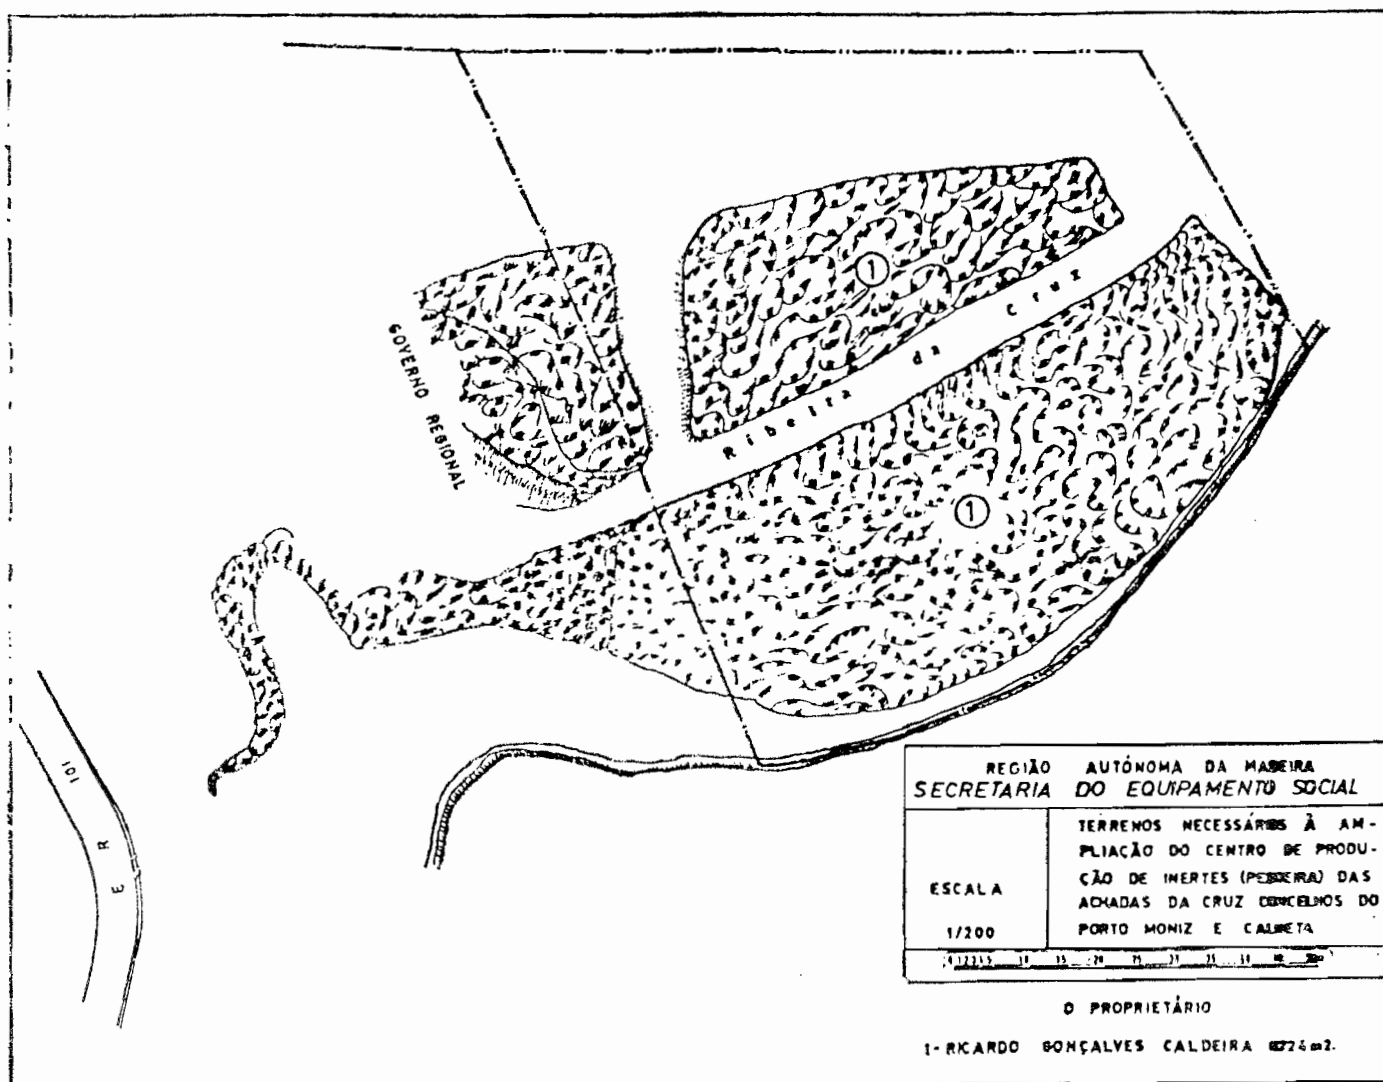 GOVERNO REGIONAL
1
Ribeira da Cruz
1
E R 101
REGIÃO AUTÓNOMA DA MADEIRA
SECRETARIA DO EQUIPAMENTO SOCIAL
ESCALA
1/200
TERRENOS NECESSÁRIOS À AM-
PLIAÇÃO DO CENTRO DE PRODU-
ÇÃO DE INERTES (PEDREIRA) DAS
ACHADAS DA CRUZ CONCELHOS DO
PORTO MONIZ E CALHETA
O PROPRIETÁRIO
1-RICARDO GONÇALVES CALDEIRA